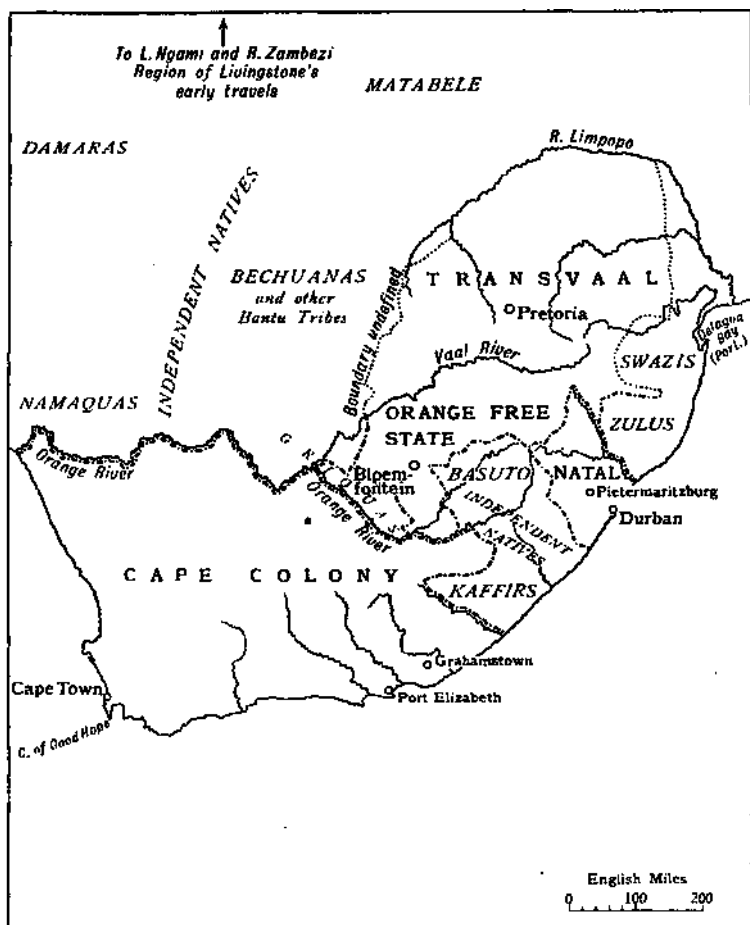 To L. Ngami and R. Zambezi
Region of Livingstone's
early travels
MATABELE
DAMARAS
R. Limpopo
INDEPENDENT NATIVES
BECHUANAS
and other
Bantu Tribes
Boundary undefined
TRANSVAAL
Pretoria
Delagoa
Bay
(Port.)
Vaal River
SWAZIS
NAMAQUAS
ORANGE FREE
STATE
ZULUS
Orange River
GRIQUAS
Bloem-
fontein
BASUTO
NATAL
Pietermaritzburg
Orange River
INDEPENDENT
NATIVES
Durban
CAPE COLONY
KAFFIRS
Grahamstown
Cape Town
Port Elizabeth
C. of Good Hope
English Miles
0 100 200